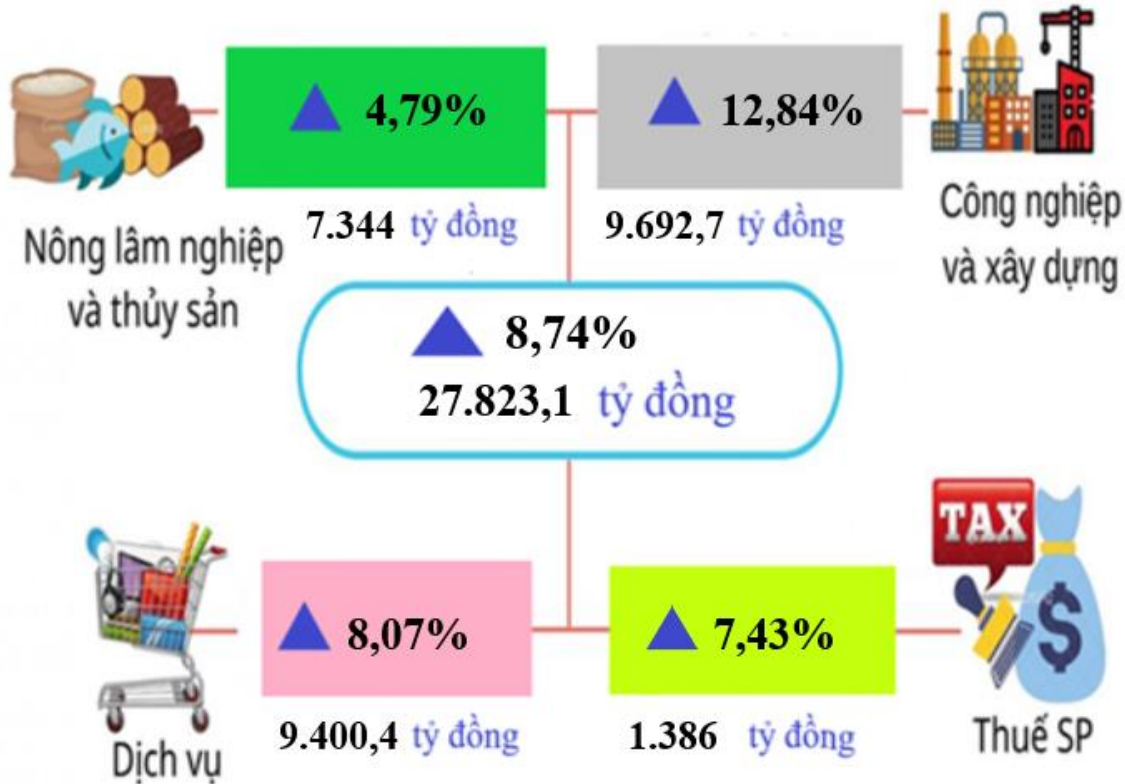 4,79%
7.344 tỷ đồng
Nông lâm nghiệp
và thủy sản
12,84%
9.692,7 tỷ đồng
Công nghiệp
và xây dựng
8,74%
27.823,1 tỷ đồng
8,07%
9.400,4 tỷ đồng
Dịch vụ
TAX
$
7,43%
1.386 tỷ đồng
Thuế SP